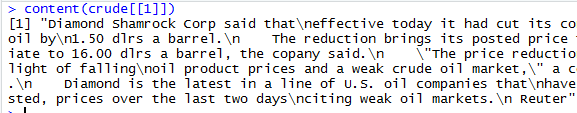 > content(crude[[1]])
[1] "Diamond Shamrock Corp said that\neffective today it had cut its co
oil by\n1.50 dlrs a barrel.\n    The reduction brings its posted price
iate to 16.00 dlrs a barrel, the copany said.\n    \"The price reductio
light of falling\noil product prices and a weak crude oil market,\" a c
.\n    Diamond is the latest in a line of U.S. oil companies that\nhave
sted, prices over the last two days\nciting weak oil markets.\n Reuter"
>